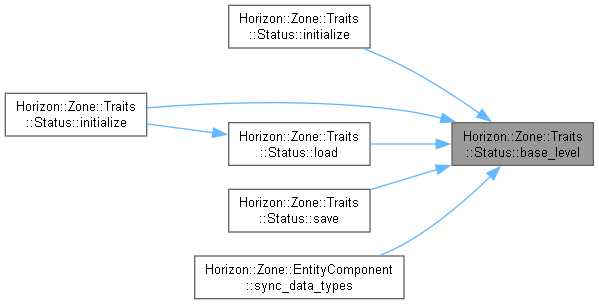 Horizon::Zone::Traits
::Status::initialize
Horizon::Zone::Traits
::Status::initialize
Horizon::Zone::Traits
::Status::load
Horizon::Zone::Traits
::Status::base_level
Horizon::Zone::Traits
::Status::save
Horizon::Zone::EntityComponent
::sync_data_types